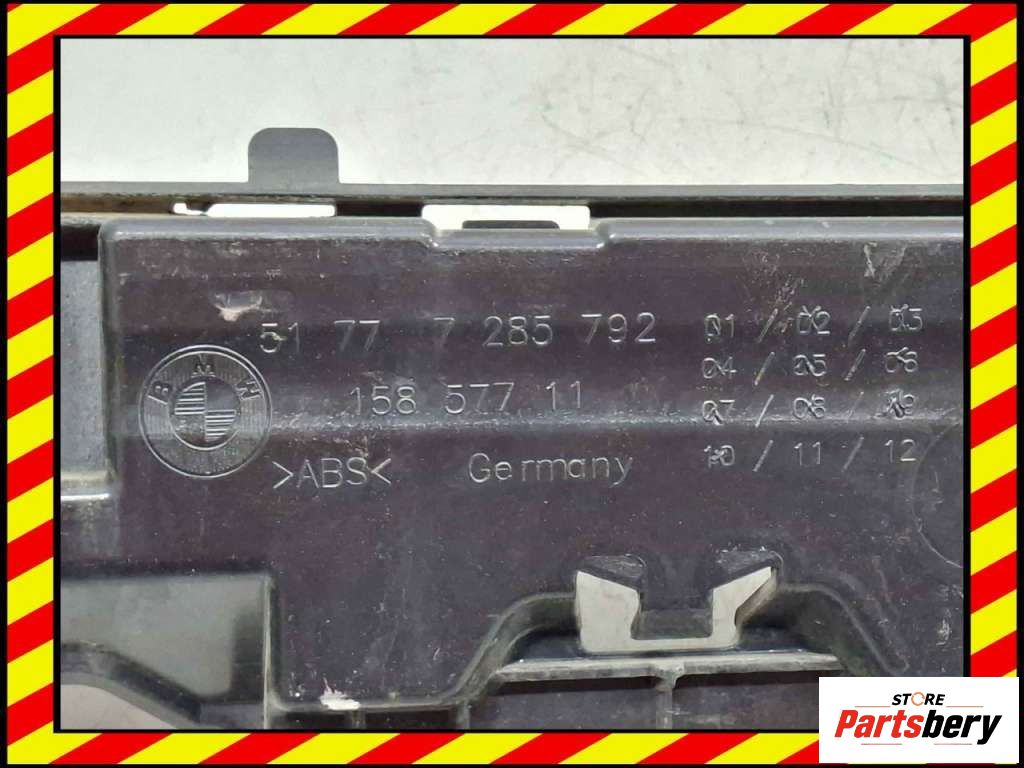 51 77 7 285 792
158 577 11
>ABS< Germany
BMW
01 / 02 / 03
04 / 05 / 06
07 / 08 / 09
10 / 11 / 12
STORE
Partsbery